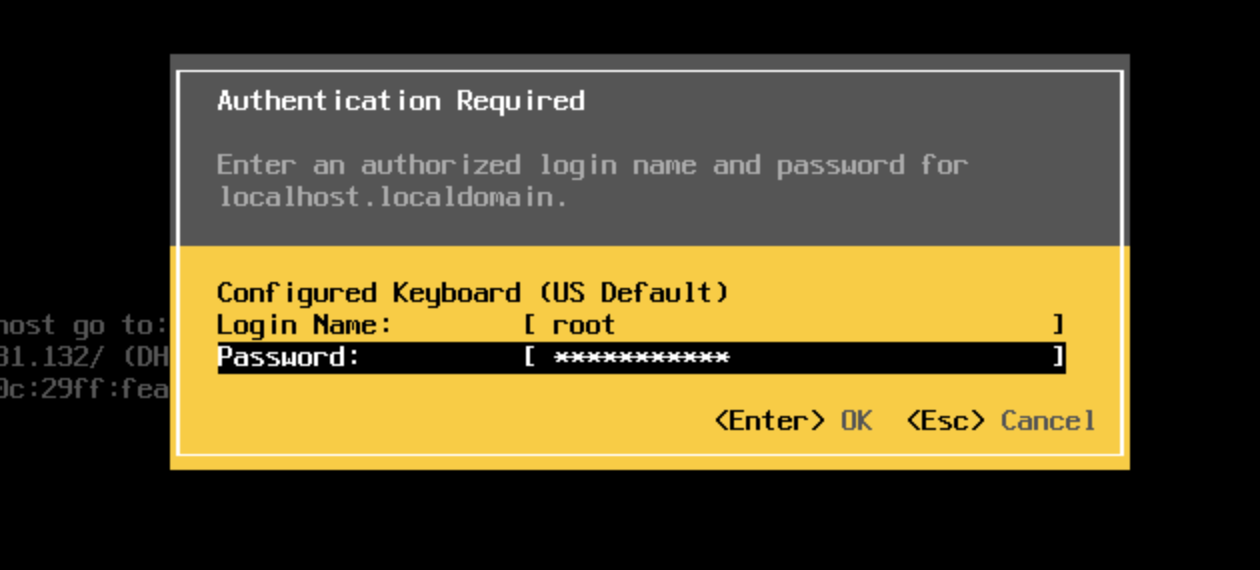 Authentication Required
Enter an authorized login name and password for
localhost.localdomain.
Configured Keyboard (US Default)
host go to:
Login Name: [ root ]
81.132/ (DH
Password: [ *********** ]
0c:29ff:fea
<Enter> OK <Esc> Cancel